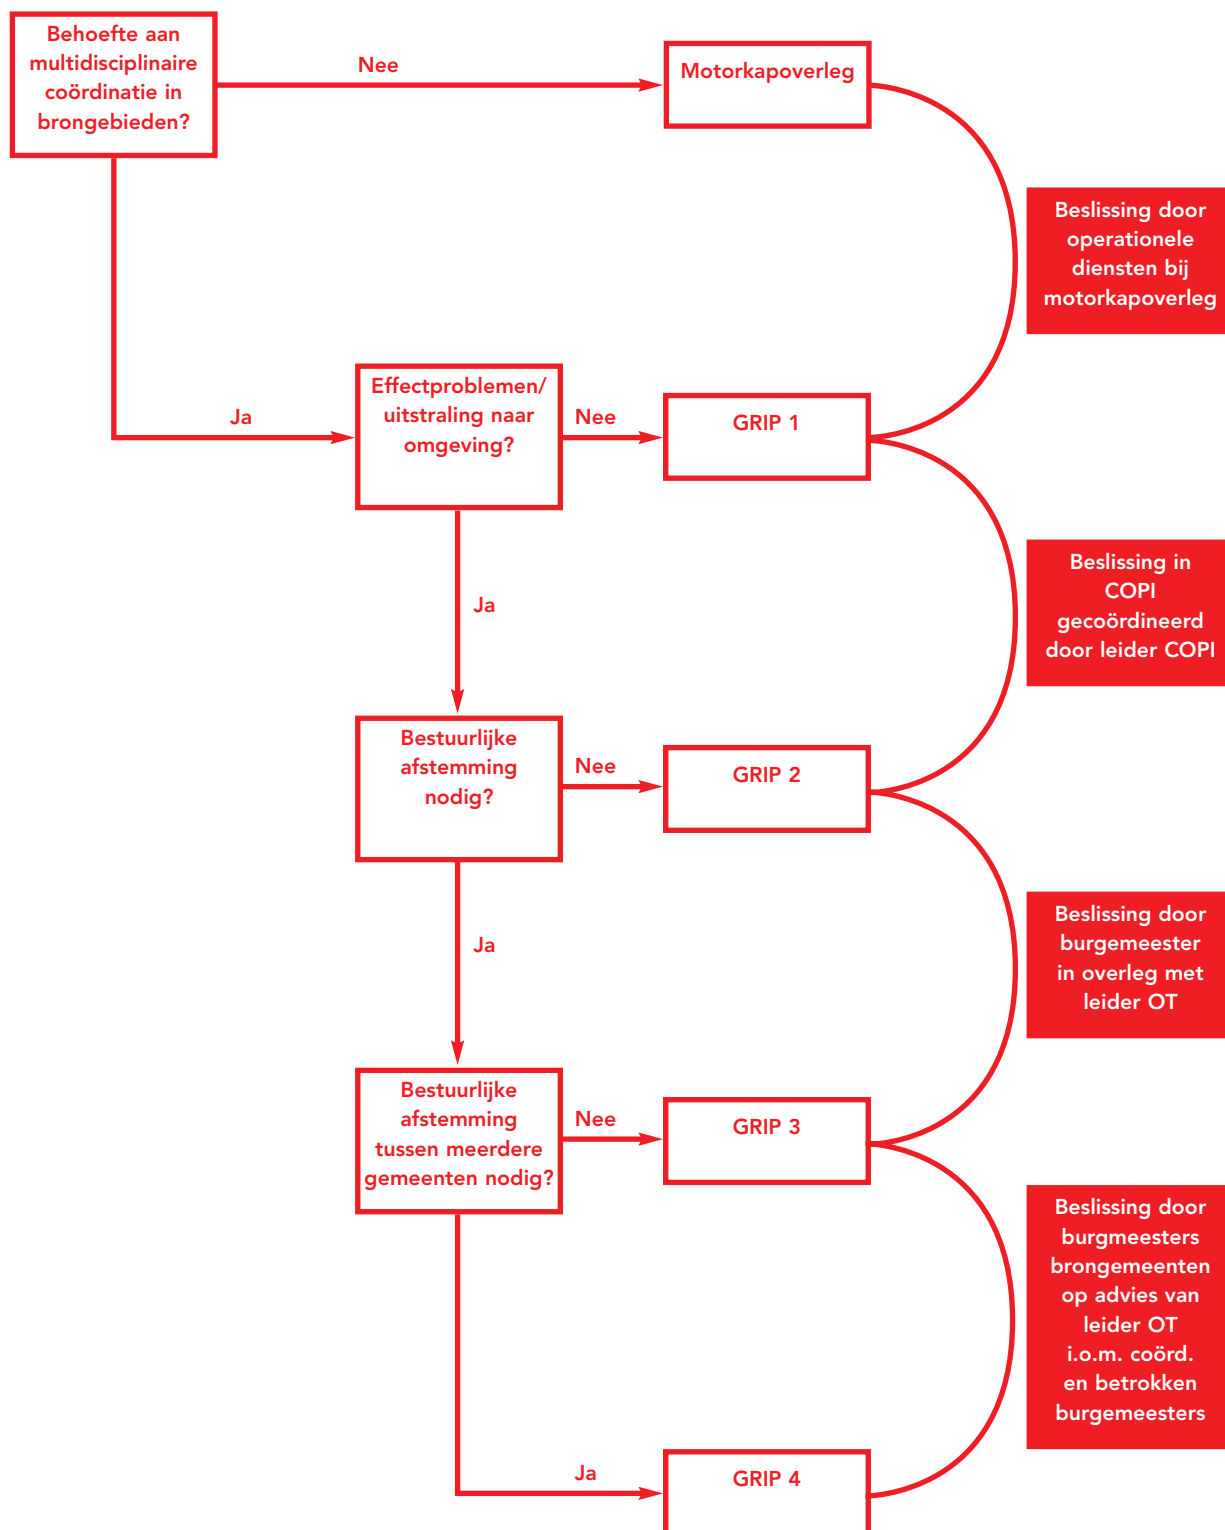 Behoefte aan
multidisciplinaire
coördinatie in
brongebieden?
Nee
Motorkapoverleg
Beslissing door
operationele
diensten bij
motorkapoverleg
Ja
Effectproblemen/
uitstraling naar
omgeving?
Nee
GRIP 1
Beslissing in
COPI
gecoördineerd
door leider COPI
Ja
Bestuurlijke
afstemming
nodig?
Nee
GRIP 2
Beslissing door
burgemeester
in overleg met
leider OT
Ja
Bestuurlijke
afstemming
tussen meerdere
gemeenten nodig?
Nee
GRIP 3
Beslissing door
burgmeesters
brongemeenten
op advies van
leider OT
i.o.m. coörd.
en betrokken
burgemeesters
Ja
GRIP 4